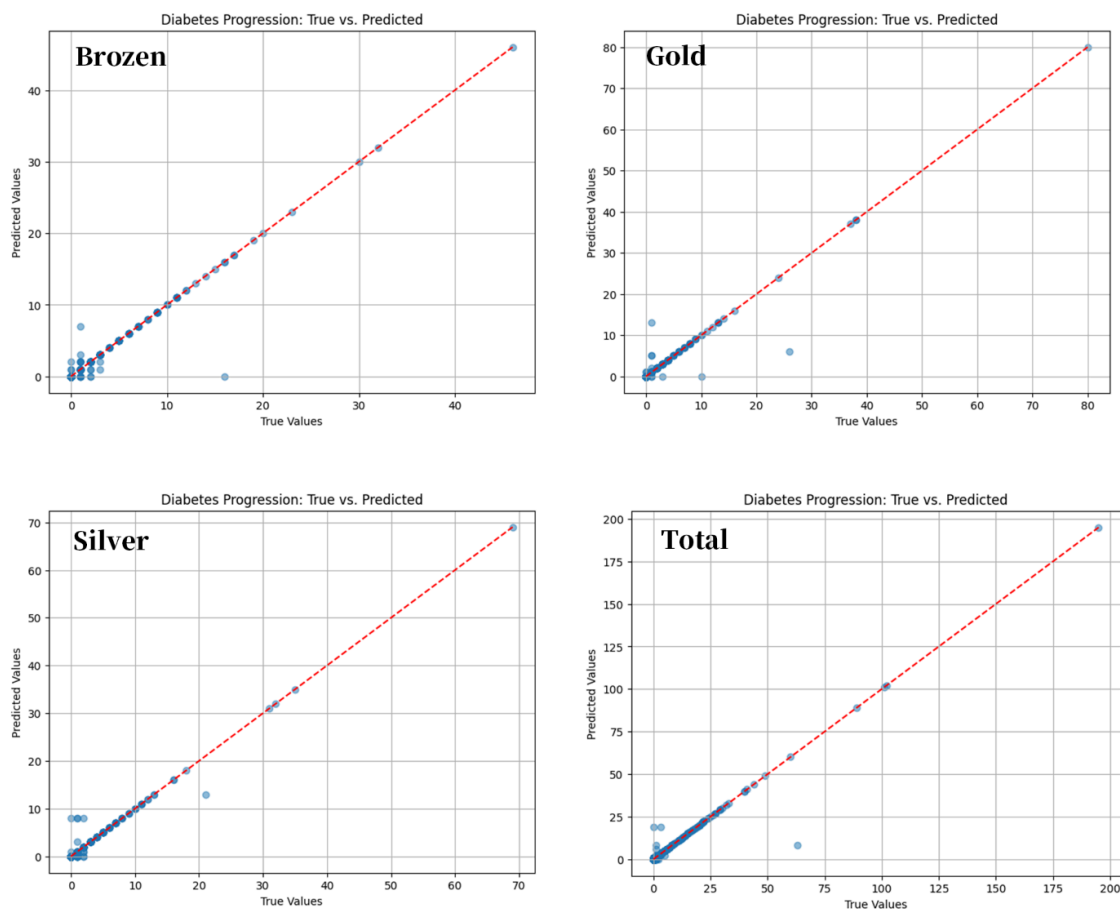 Diabetes Progression: True vs. Predicted
Brozen
Predicted Values
40
30
20
10
0
0 10 20 30 40
True Values
Diabetes Progression: True vs. Predicted
Gold
Predicted Values
80
70
60
50
40
30
20
10
0
0 10 20 30 40 50 60 70 80
True Values
Diabetes Progression: True vs. Predicted
Silver
Predicted Values
70
60
50
40
30
20
10
0
0 10 20 30 40 50 60 70
True Values
Diabetes Progression: True vs. Predicted
Total
Predicted Values
200
175
150
125
100
75
50
25
0
0 25 50 75 100 125 150 175 200
True Values